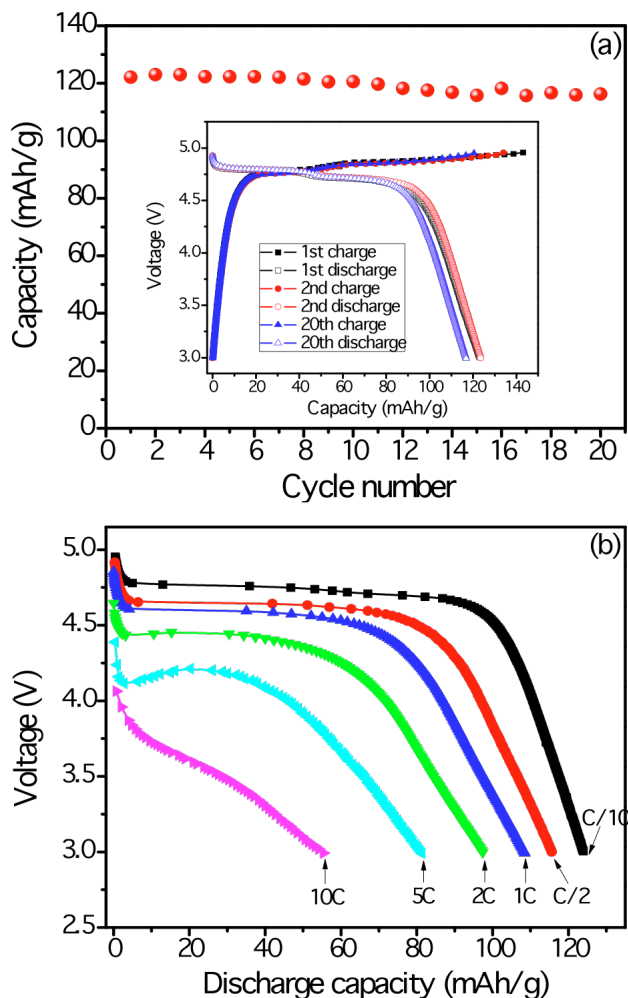 (a)
140
120
100
80
60
40
20
0
Capacity (mAh/g)
5.0
4.5
4.0
3.5
3.0
Voltage (V)
1st charge
1st discharge
2nd charge
2nd discharge
20th charge
20th discharge
0 20 40 60 80 100 120 140
Capacity (mAh/g)
0 2 4 6 8 10 12 14 16 18 20
Cycle number
(b)
5.0
4.5
4.0
3.5
3.0
2.5
Voltage (V)
C/10
10C 5C 2C 1C C/2
0 20 40 60 80 100 120
Discharge capacity (mAh/g)